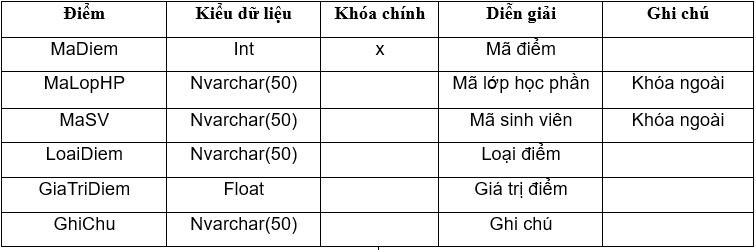 Điểm Kiểu dữ liệu Khóa chính Diễn giải Ghi chú
MaDiem Int x Mã điểm
MaLopHP Nvarchar(50) Mã lớp học phần Khóa ngoài
MaSV Nvarchar(50) Mã sinh viên Khóa ngoài
LoaiDiem Nvarchar(50) Loại điểm
GiaTriDiem Float Giá trị điểm
GhiChu Nvarchar(50) Ghi chú